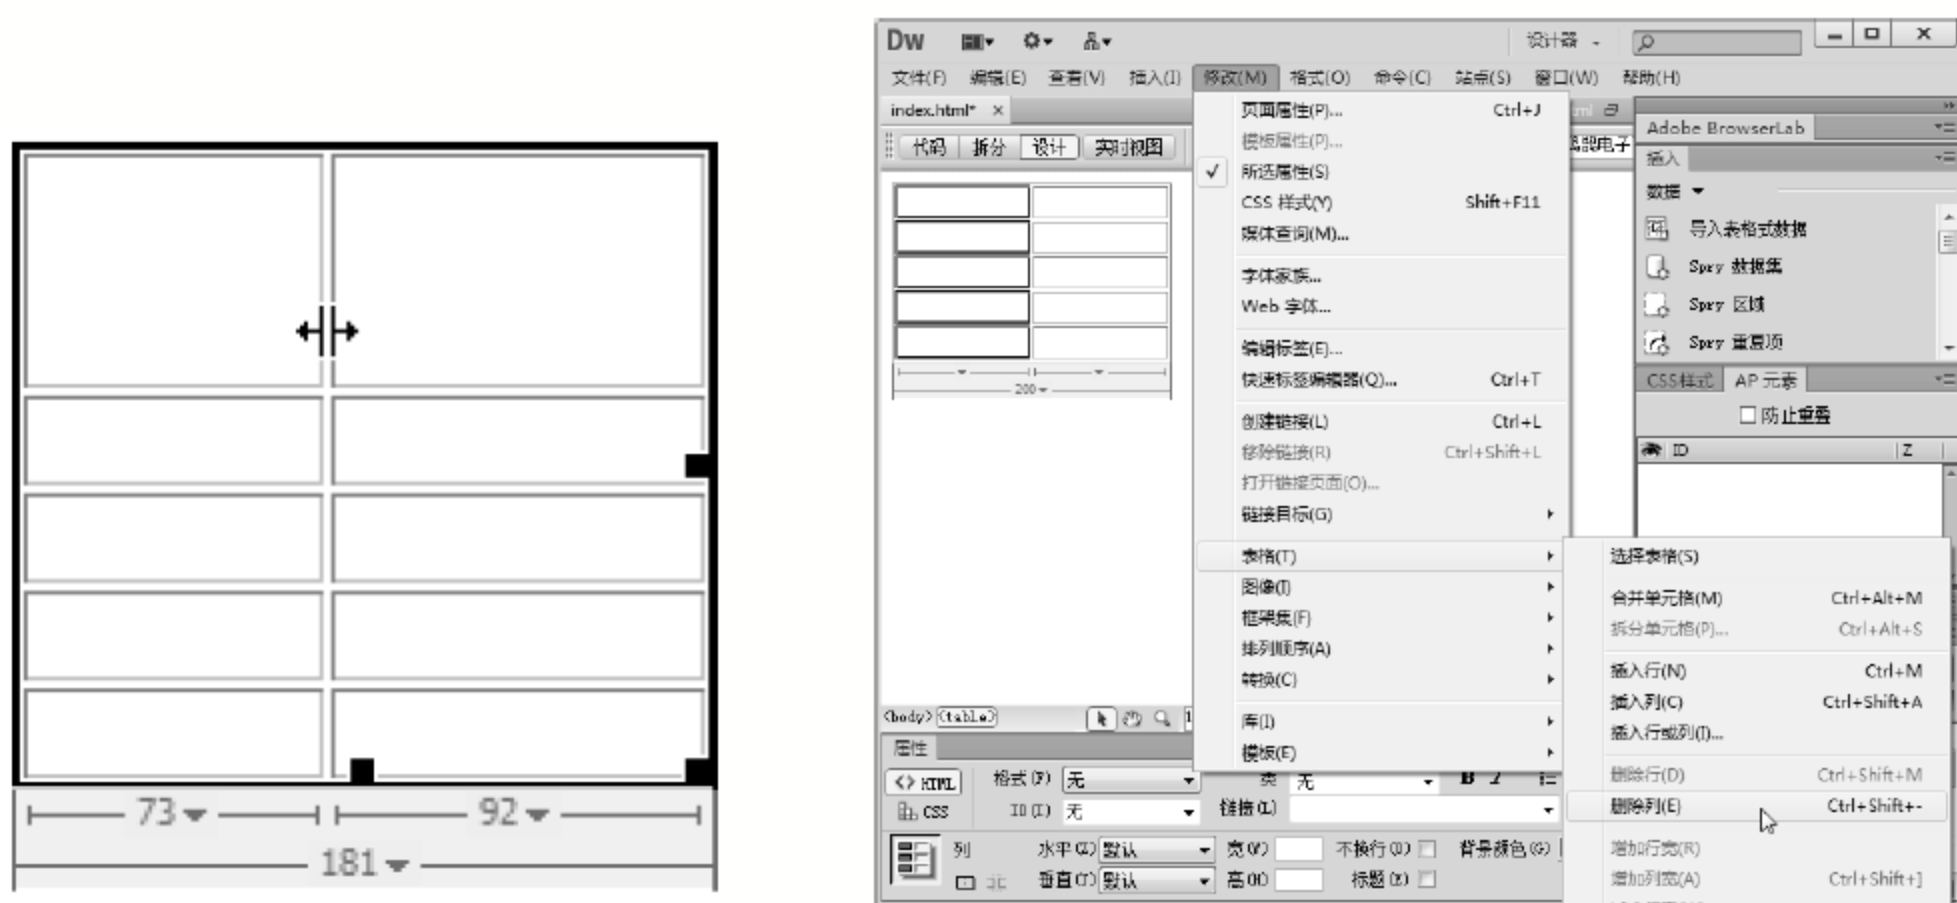 73
92
181
Dw
设计器
文件(F) 编辑(E) 查看(V) 插入(I) 修改(M) 格式(O) 命令(C) 站点(S) 窗口(W) 帮助(H)
index.html*
代码 拆分 设计 实时视图
200
<body> <table>
页面属性(P)... Ctrl+J
模板属性(P)...
所选属性(S)
CSS 样式(Y) Shift+F11
媒体查询(M)...
字体家族...
Web 字体...
编辑标签(E)...
快速标签编辑器(Q)... Ctrl+T
创建链接(L) Ctrl+L
移除链接(R) Ctrl+Shift+L
打开链接页面(O)...
链接目标(G)
表格(T)
图像(I)
框架集(F)
排列顺序(A)
转换(C)
库(I)
模板(E)
选择表格(S)
合并单元格(M) Ctrl+Alt+M
拆分单元格(P)... Ctrl+Alt+S
插入行(N) Ctrl+M
插入列(C) Ctrl+Shift+A
插入行或列(I)...
删除行(D) Ctrl+Shift+M
删除列(E) Ctrl+Shift+-
增加行宽(R)
增加列宽(A) Ctrl+Shift+]
Adobe BrowserLab
插入
数据
导入表格式数据
Spry 数据集
Spry 区域
Spry 重复项
CSS样式 AP 元素
防止重叠
ID Z
属性
<> HTML 格式(F) 无 类 无 B I
CSS ID(I) 无 链接(L)
列 水平(Z) 默认 宽(W) 不换行(O) 背景颜色(G)
垂直(T) 默认 高(H) 标题(E)